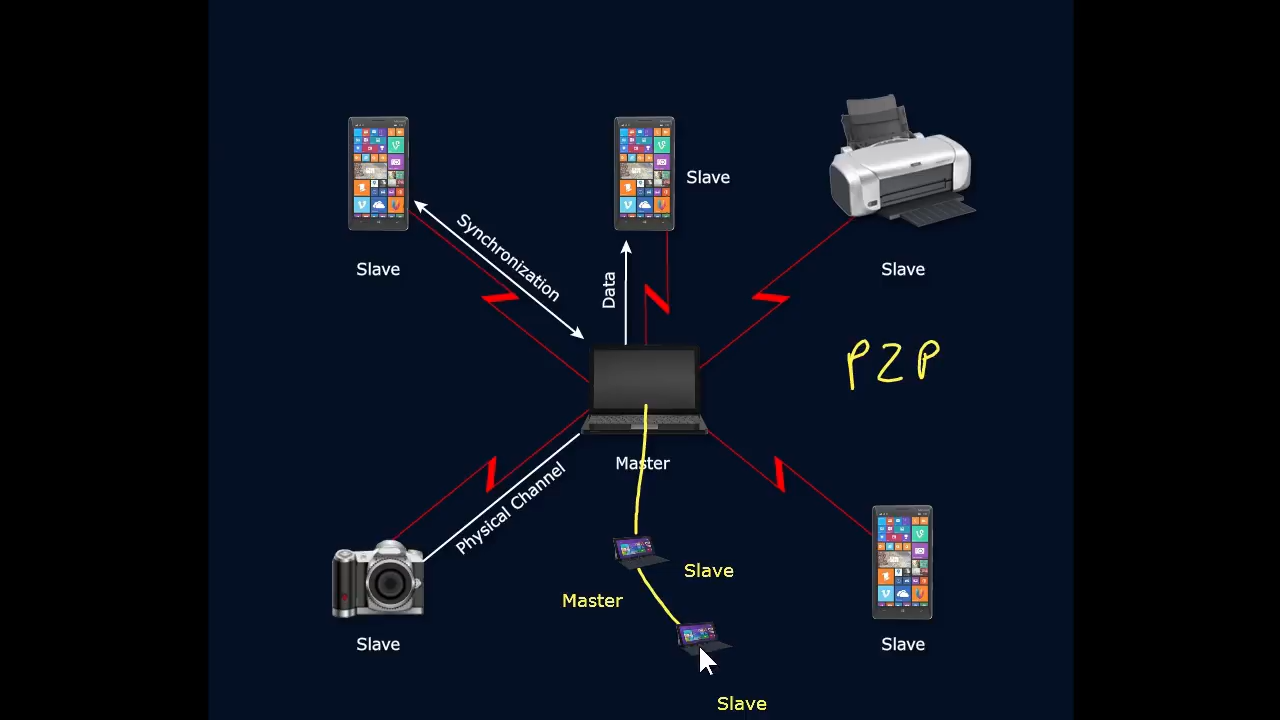 Slave
Synchronization
Slave
Data
Slave
P2P
Master
Physical Channel
Slave
Master
Slave
Slave
Slave